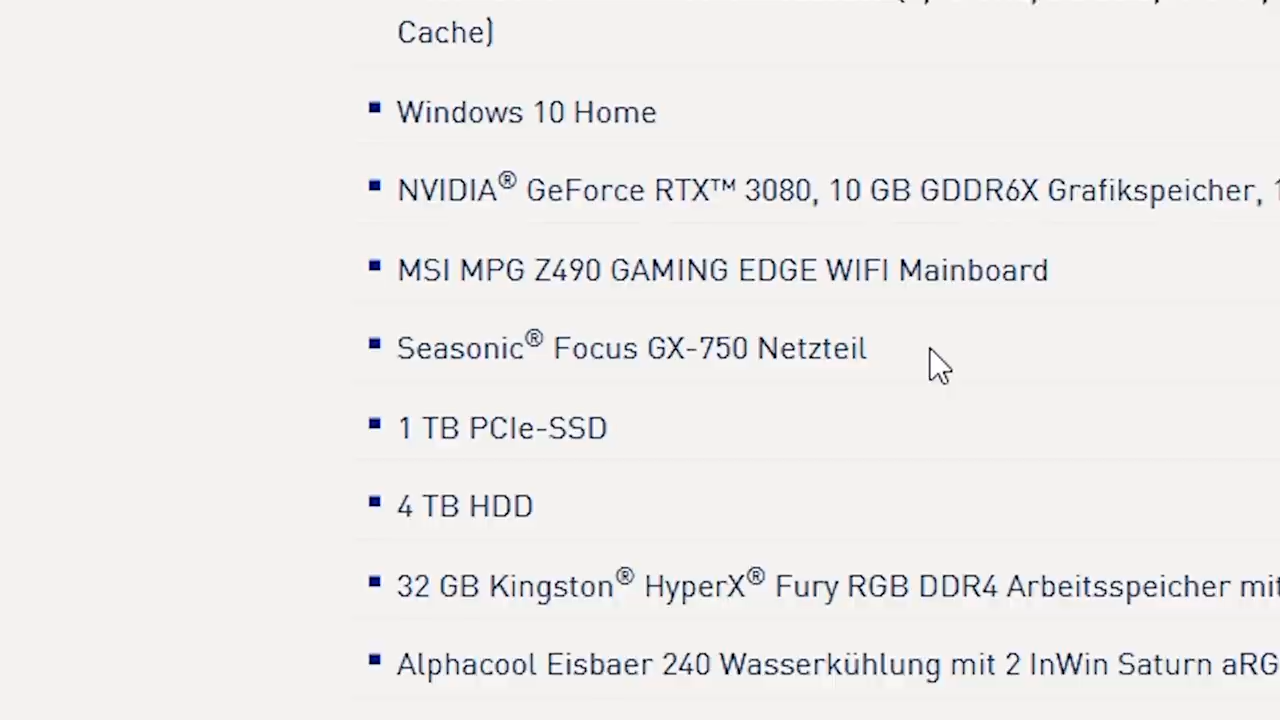 Cache)
Windows 10 Home
NVIDIA® GeForce RTX™ 3080, 10 GB GDDR6X Grafikspeicher,
MSI MPG Z490 GAMING EDGE WIFI Mainboard
Seasonic® Focus GX-750 Netzteil
1 TB PCIe-SSD
4 TB HDD
32 GB Kingston® HyperX® Fury RGB DDR4 Arbeitsspeicher mit
Alphacool Eisbaer 240 Wasserkühlung mit 2 InWin Saturn aRG